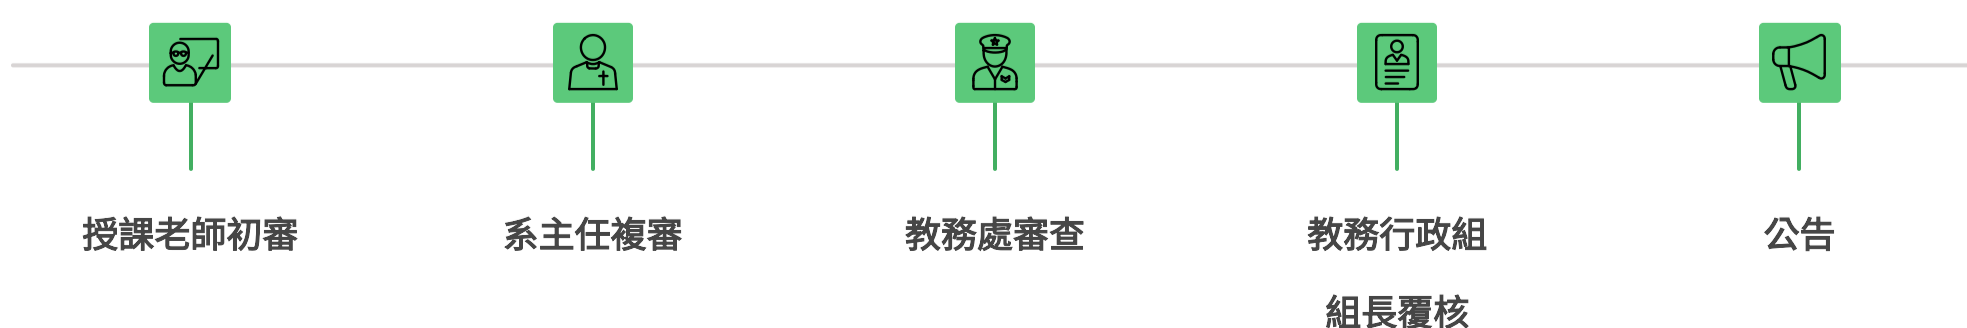 授課老師初審
系主任複審
教務處審查
教務行政組
組長覆核
公告